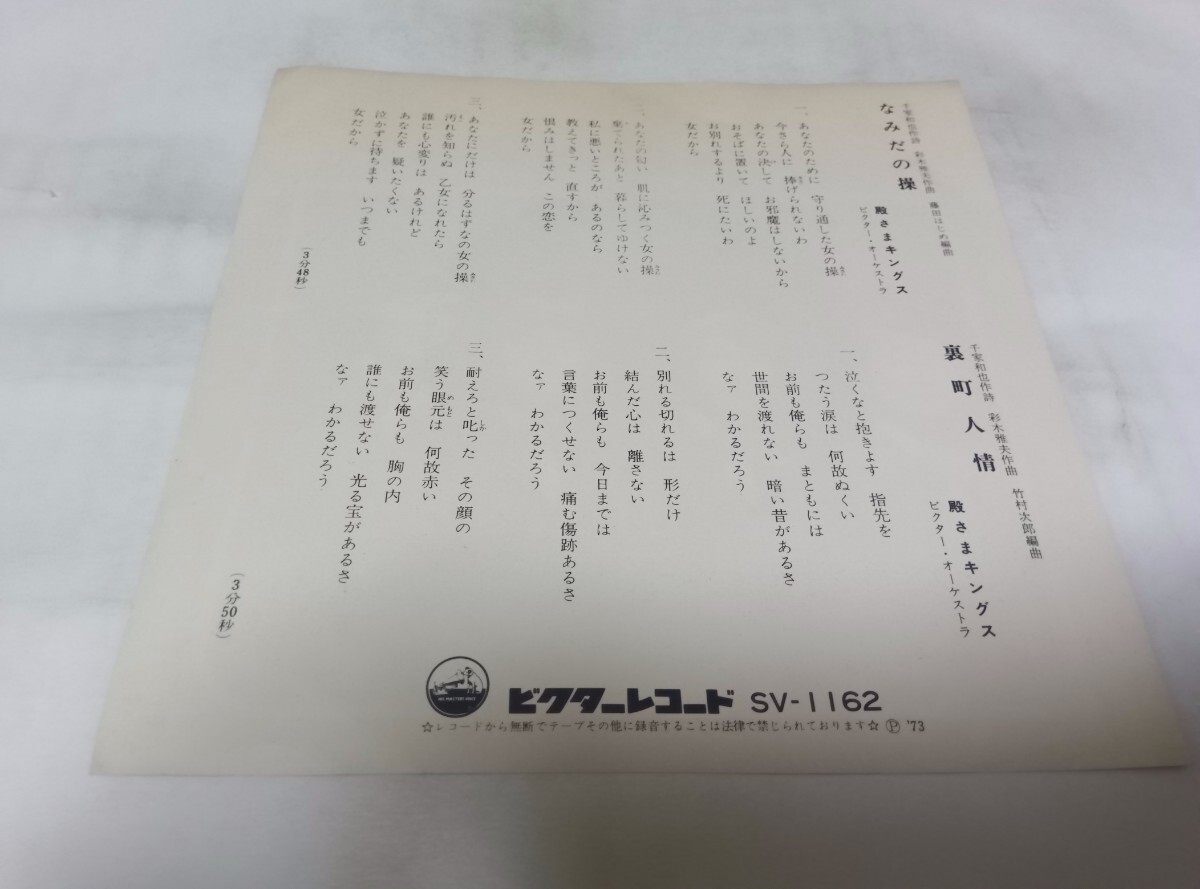 千家和也作詩 彩木雅夫作曲 藤田はじめ編曲
なみだの操
殿さまキングス
ビクター・オーケストラ
一、あなたのために 守り通した女の操(みさお)
今さら人に 捧げられないわ
あなたの決(け)して お邪魔はしないから
おそばに置いて ほしいのよ
お別れするより 死にたいわ
女だから
二、あなたの匂い 肌に沁みつく女の操(みさお)
棄てられたあと 暮らしてゆけない
私に悪いところが あるのなら
教えてきっと 直すから
恨みはしません この恋を
女だから
三、あなたにだけは 分るはずなの女の操(みさお)
汚(よご)れを知らぬ 乙女になれたら
誰にも心変りは あるけれど
あなたを 疑いたくない
泣かずに待ちます いつまでも
女だから
(3分48秒)
千家和也作詩 彩木雅夫作曲 竹村次郎編曲
裏町人情
殿さまキングス
ビクター・オーケストラ
一、泣くなと抱きよす 指先を
つたう涙は 何故ぬくい
お前も俺らも まともには
世間を渡れない 暗い昔があるさ
なァ わかるだろう
二、別れる切れるは 形だけ
結んだ心は 離さない
お前も俺らも 今日までは
言葉につくせない 痛む傷跡あるさ
なァ わかるだろう
三、耐えろと叱(しか)った その顔の
笑う眼元(めもと)は 何故赤い
お前も俺らも 胸の内
誰にも渡せない 光る宝があるさ
なァ わかるだろう
(3分50秒)
ビクターレコード SV-1162
☆レコードから無断でテープその他に録音することは法律で禁じられております☆ Ⓟ '73